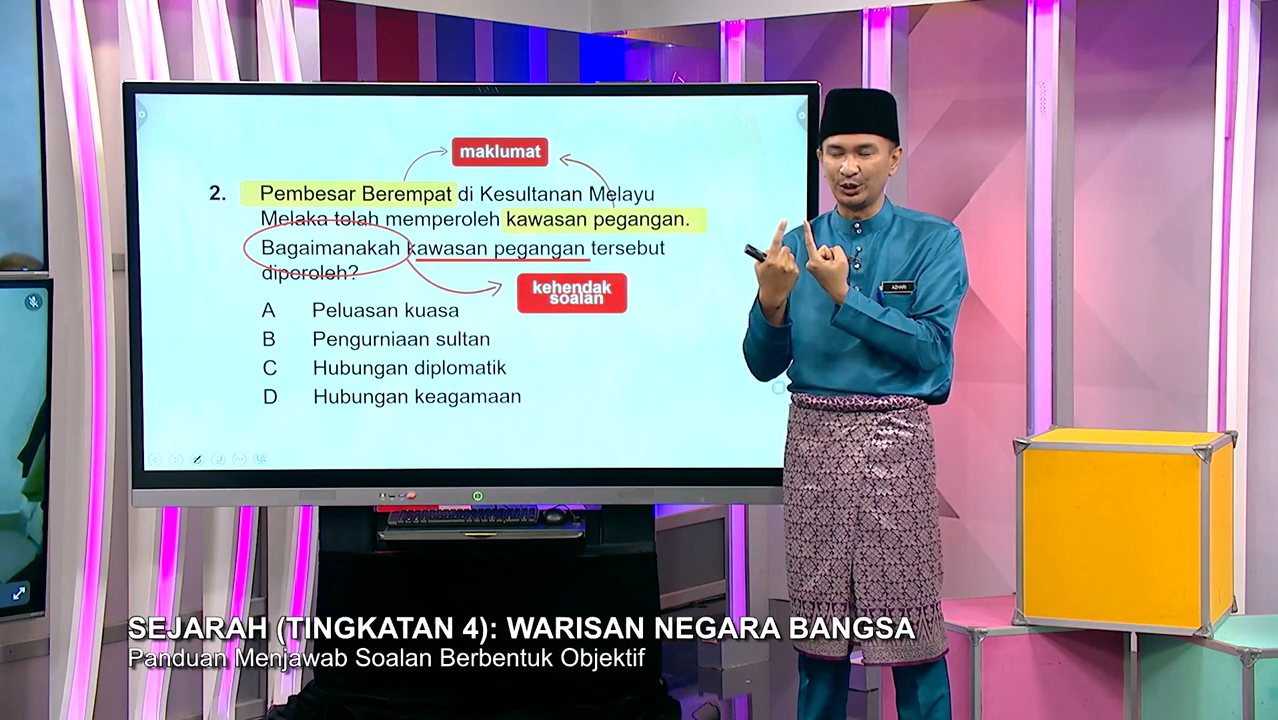 maklumat
2. Pembesar Berempat di Kesultanan Melayu
Melaka telah memperoleh kawasan pegangan.
Bagaimanakah kawasan pegangan tersebut
diperoleh?
kehendak
soalan
A Peluasan kuasa
B Pengurniaan sultan
C Hubungan diplomatik
D Hubungan keagamaan
AZHARI
SEJARAH (TINGKATAN 4): WARISAN NEGARA BANGSA
Panduan Menjawab Soalan Berbentuk Objektif